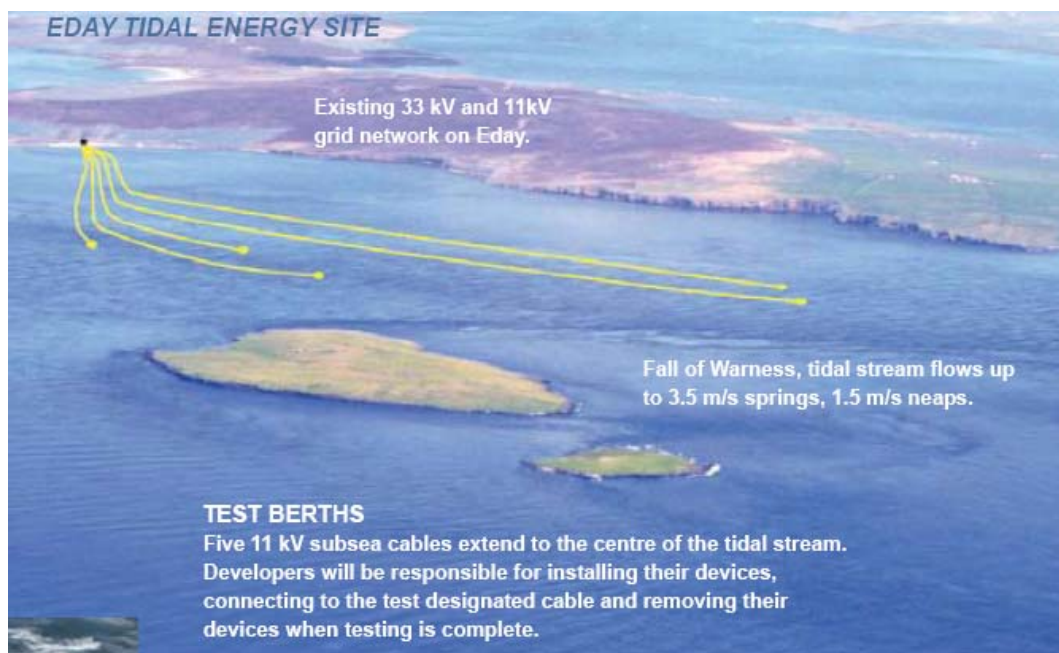 EDAY TIDAL ENERGY SITE
Existing 33 kV and 11kV
grid network on Eday.
Fall of Warness, tidal stream flows up
to 3.5 m/s springs, 1.5 m/s neaps.
TEST BERTHS
Five 11 kV subsea cables extend to the centre of the tidal stream.
Developers will be responsible for installing their devices,
connecting to the test designated cable and removing their
devices when testing is complete.